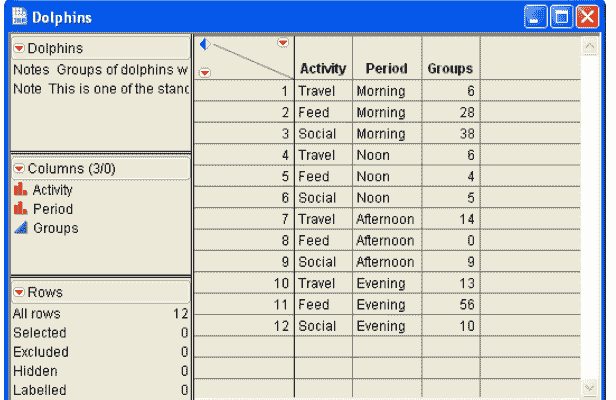 Dolphins
Dolphins
Notes Groups of dolphins w
Note This is one of the stanc
Columns (3/0)
Activity
Period
Groups
Rows
All rows 12
Selected 0
Excluded 0
Hidden 0
Labelled 0
Activity Period Groups
1 Travel Morning 6
2 Feed Morning 28
3 Social Morning 38
4 Travel Noon 6
5 Feed Noon 4
6 Social Noon 5
7 Travel Afternoon 14
8 Feed Afternoon 0
9 Social Afternoon 9
10 Travel Evening 13
11 Feed Evening 56
12 Social Evening 10